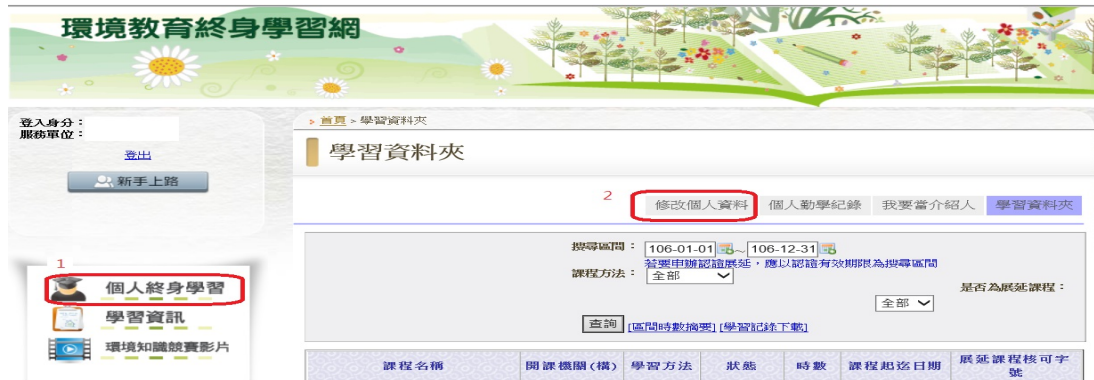 環境教育終身學習網
登入身分：
服務單位：
登出
新手上路
1
個人終身學習
學習資訊
環境知識競賽影片
> 首頁 > 學習資料夾
學習資料夾
2
修改個人資料 個人勤學紀錄 我要當介紹人 學習資料夾
搜尋區間： 106-01-01 ~ 106-12-31
若要申辦認證展延，應以認證有效期限為搜尋區間
課程方法： 全部
是否為展延課程：
全部
查詢 [區間時數摘要] [學習記錄下載]
課程名稱 開課機關(構) 學習方法 狀態 時數 課程起迄日期 展延課程核可字號